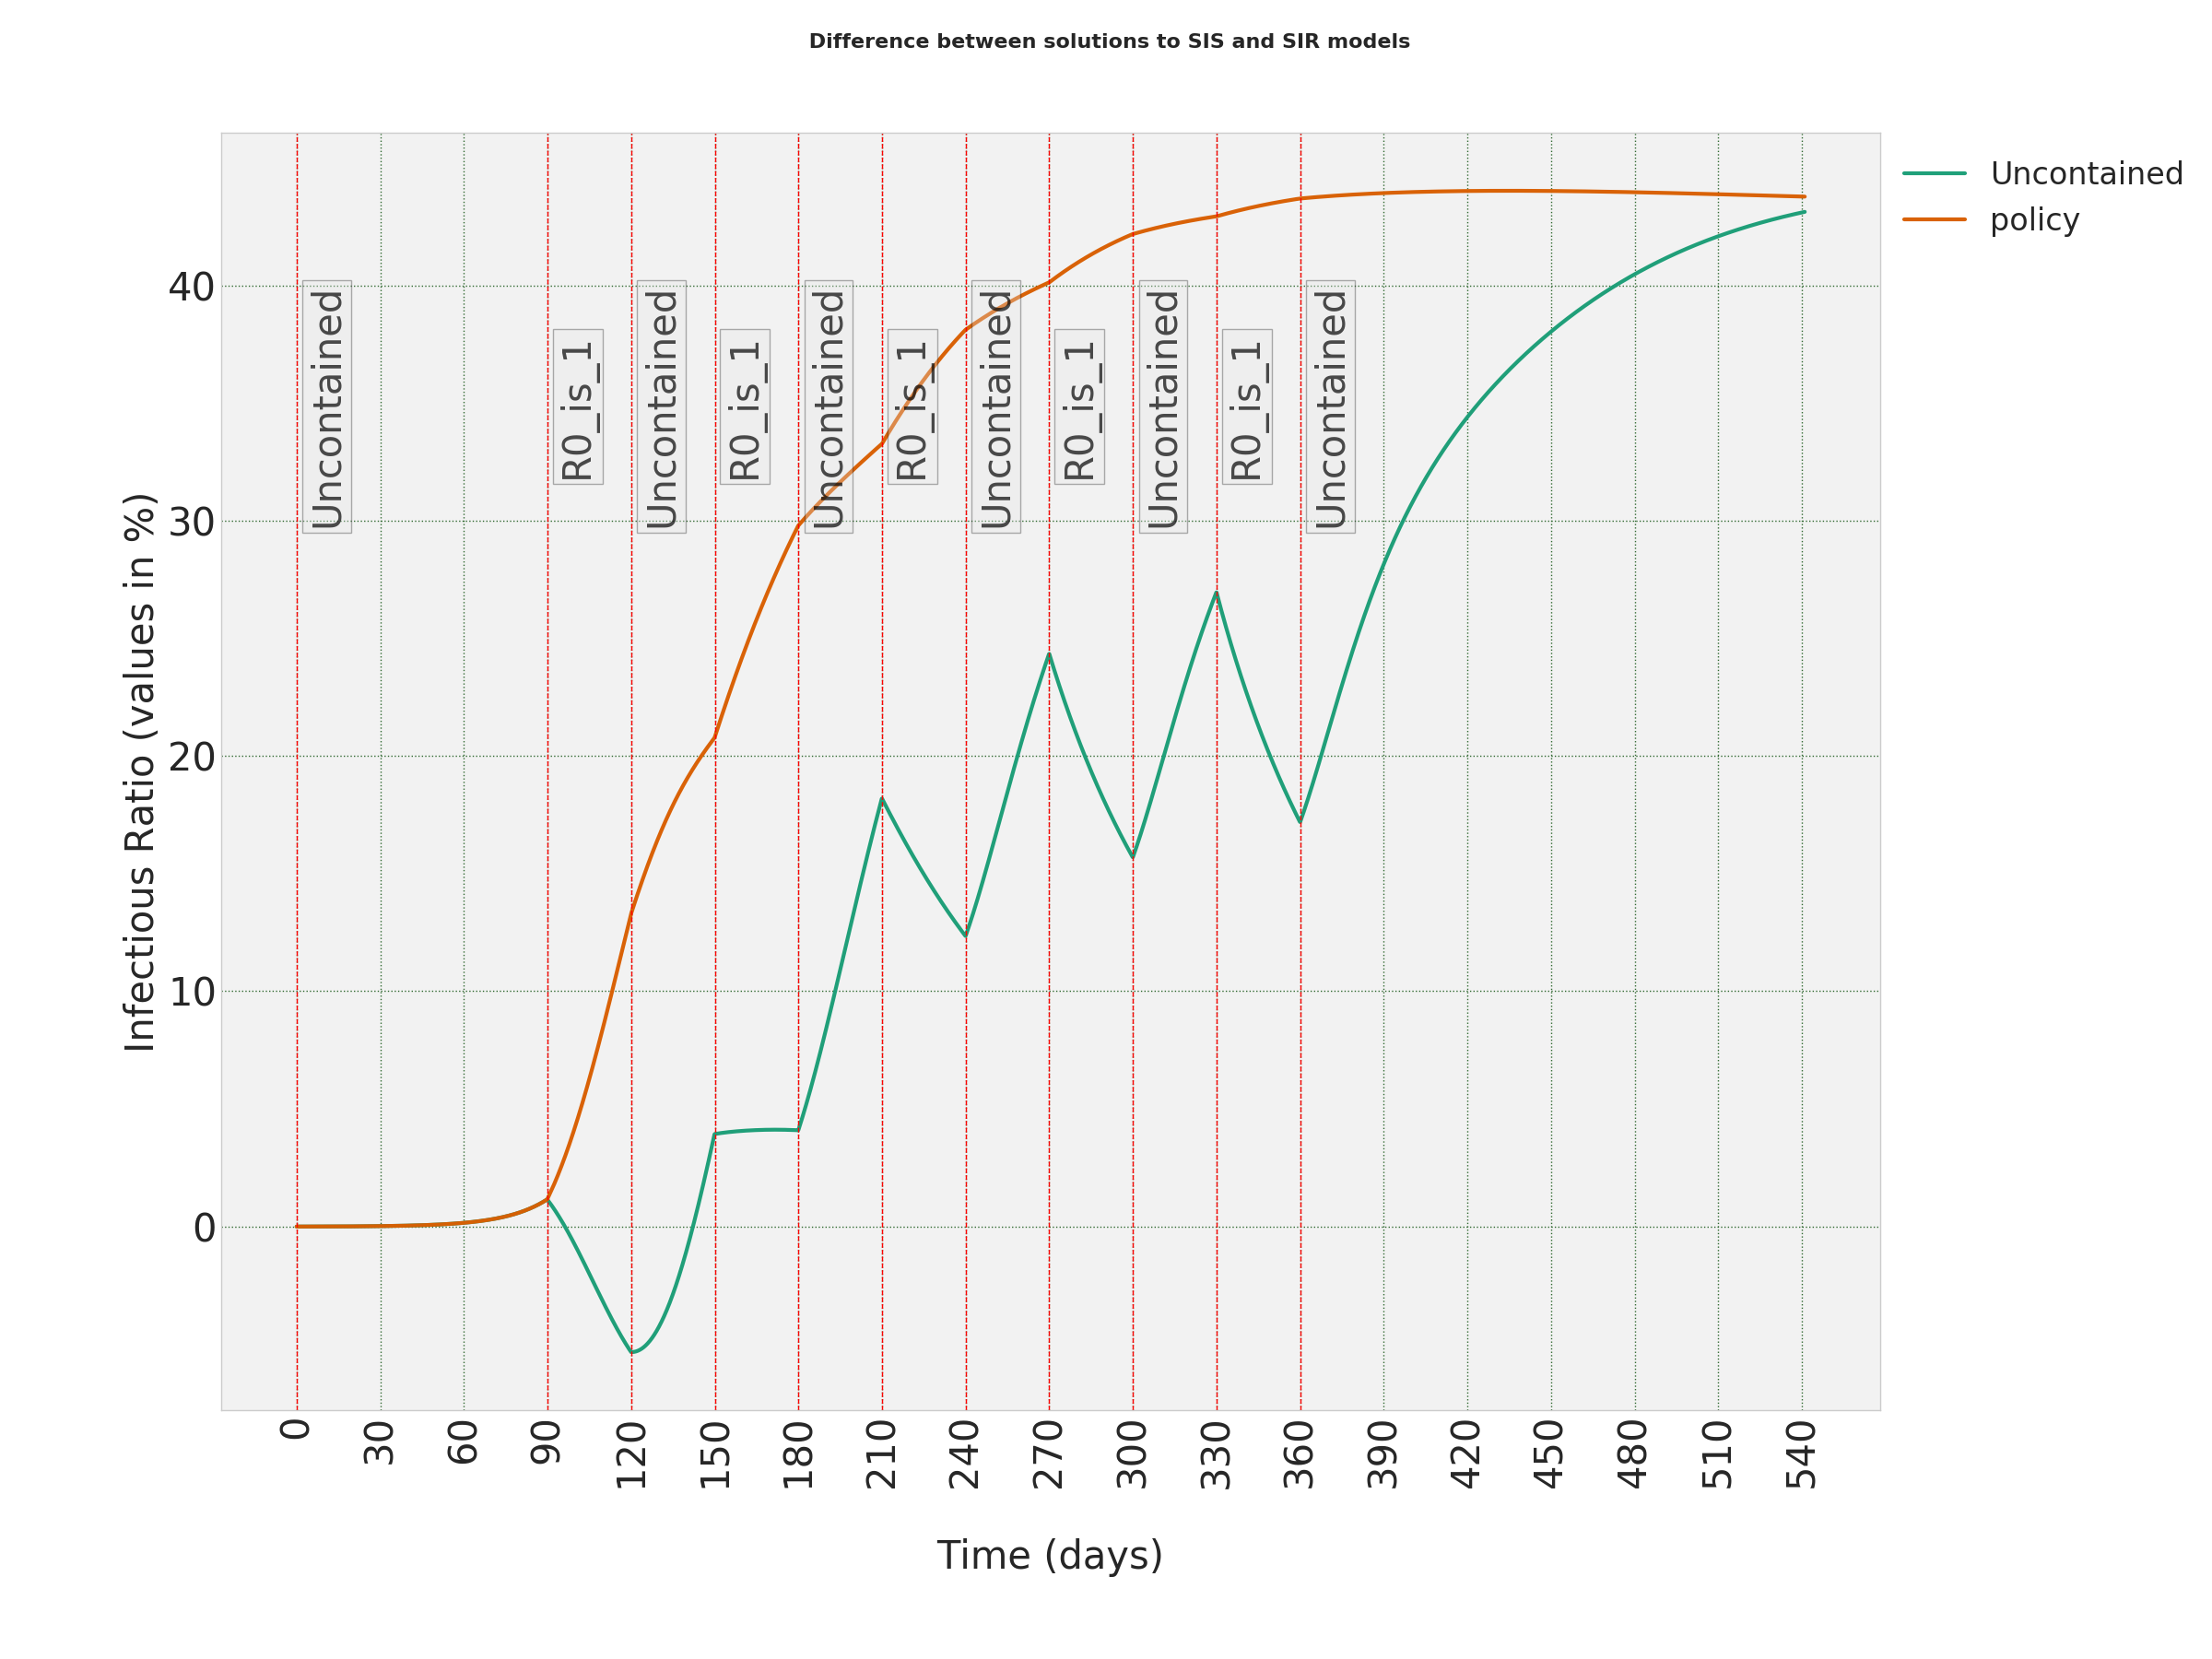 Difference between solutions to SIS and SIR models
Uncontained
policy
Infectious Ratio (values in %)
40
30
20
10
0
Uncontained
R0_is_1
Uncontained
R0_is_1
Uncontained
R0_is_1
Uncontained
R0_is_1
Uncontained
R0_is_1
Uncontained
0
30
60
90
120
150
180
210
240
270
300
330
360
390
420
450
480
510
540
Time (days)